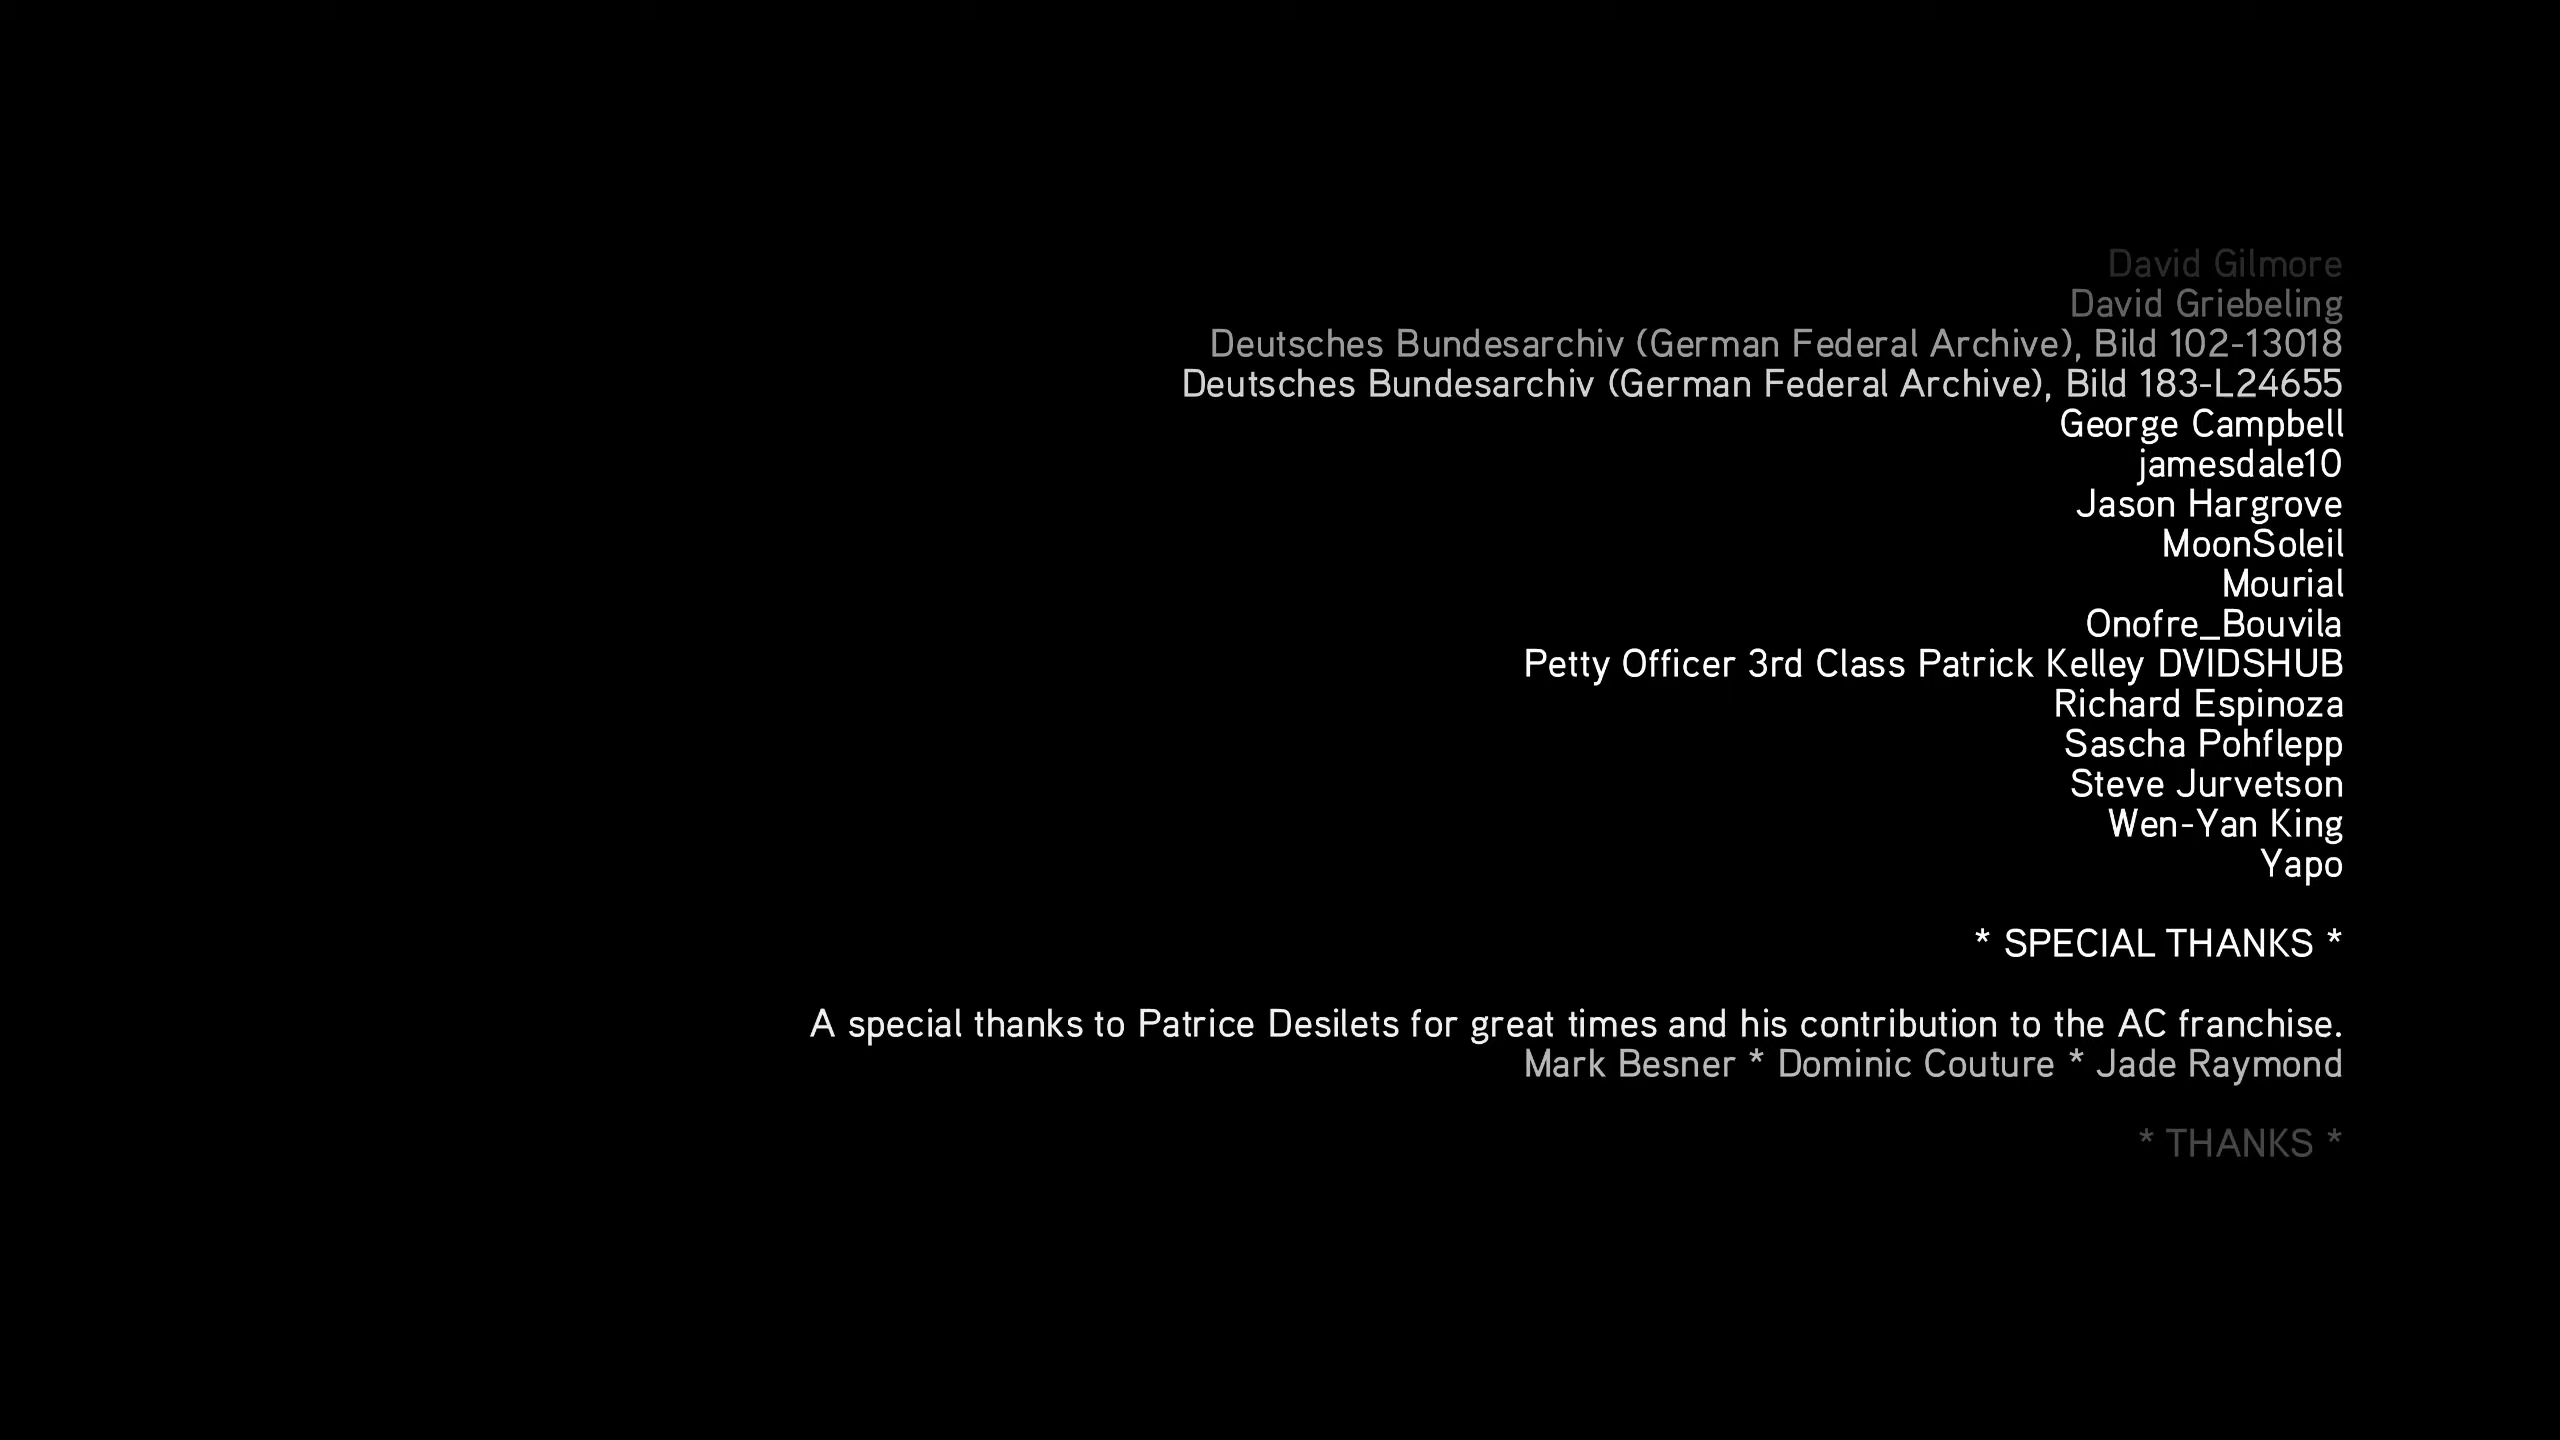 David Gilmore
David Griebeling
Deutsches Bundesarchiv (German Federal Archive), Bild 102-13018
Deutsches Bundesarchiv (German Federal Archive), Bild 183-L24655
George Campbell
jamesdale10
Jason Hargrove
MoonSoleil
Mourial
Onofre_Bouvila
Petty Officer 3rd Class Patrick Kelley DVIDSHUB
Richard Espinoza
Sascha Pohflepp
Steve Jurvetson
Wen-Yan King
Yapo
* SPECIAL THANKS *
A special thanks to Patrice Desilets for great times and his contribution to the AC franchise.
Mark Besner * Dominic Couture * Jade Raymond
* THANKS *